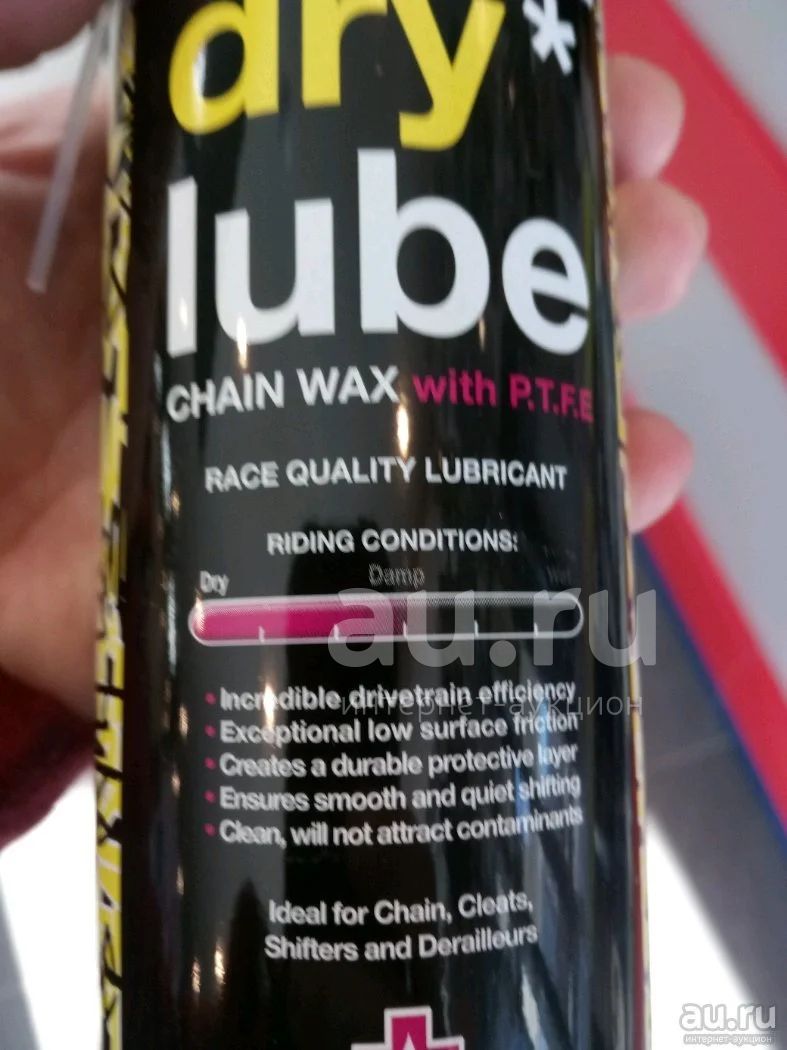 dry*
lube
CHAIN WAX with P.T.F.E
RACE QUALITY LUBRICANT
RIDING CONDITIONS:
Dry Damp wet
• Incredible drivetrain efficiency
• Exceptional low surface friction
• Creates a durable protective layer
• Ensures smooth and quiet shifting
• Clean, will not attract contaminants
Ideal for Chain, Cleats,
Shifters and Derailleurs
au.ru
интернет-аукцион
au.ru
интернет-аукцион